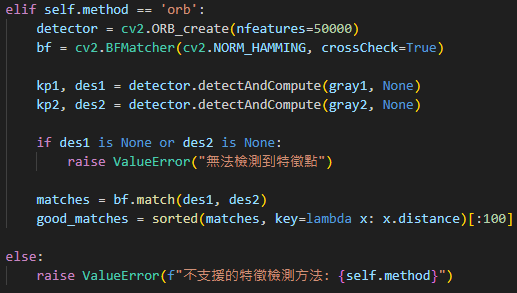 elif self.method == 'orb':
    detector = cv2.ORB_create(nfeatures=50000)
    bf = cv2.BFMatcher(cv2.NORM_HAMMING, crossCheck=True)

    kp1, des1 = detector.detectAndCompute(gray1, None)
    kp2, des2 = detector.detectAndCompute(gray2, None)

    if des1 is None or des2 is None:
        raise ValueError("無法檢測到特徵點")

    matches = bf.match(des1, des2)
    good_matches = sorted(matches, key=lambda x: x.distance)[:100]

else:
    raise ValueError(f"不支援的特徵檢測方法: {self.method}")